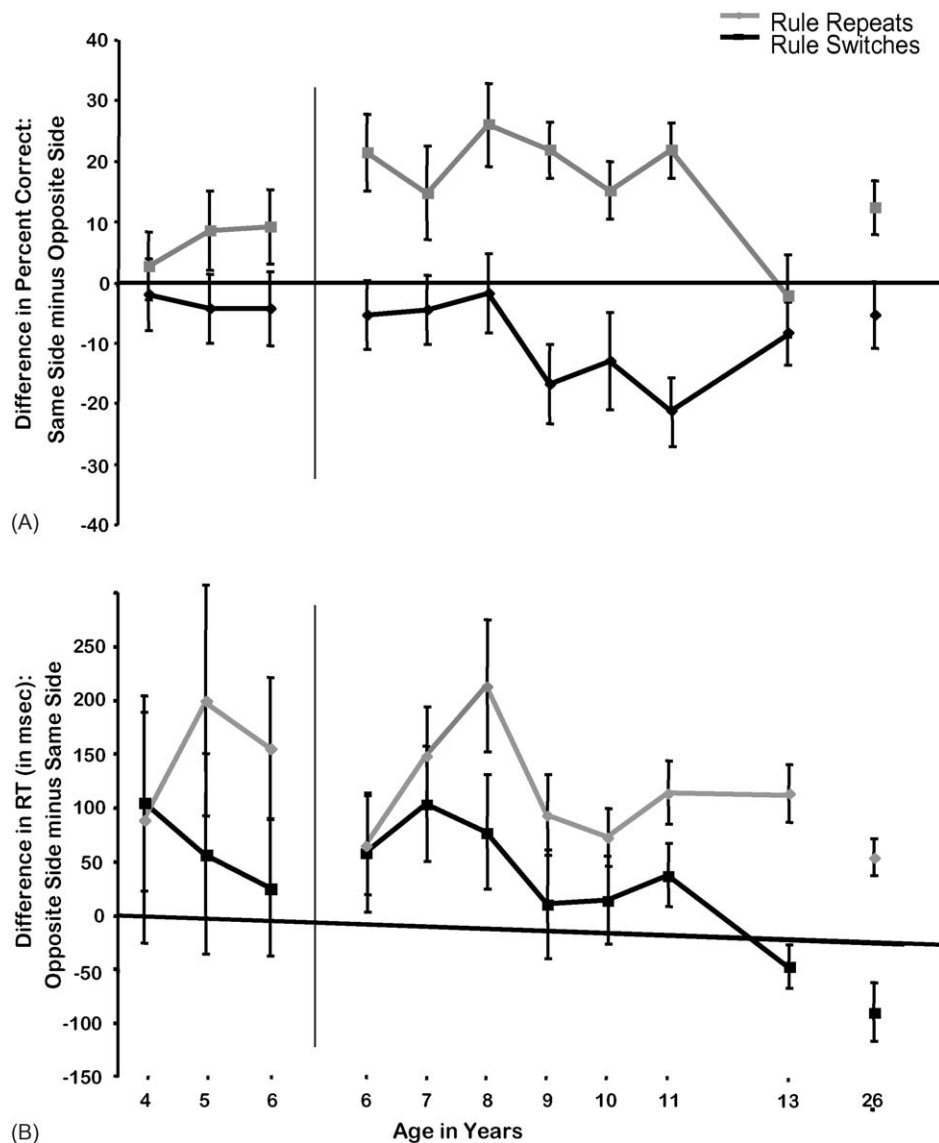 Rule Repeats
Rule Switches
Difference in Percent Correct:
Same Side minus Opposite Side
40
30
20
10
0
-10
-20
-30
-40
(A)
Difference in RT (in msec):
Opposite Side minus Same Side
250
200
150
100
50
0
-50
-100
-150
4 5 6 6 7 8 9 10 11 13 26
(B)
Age in Years